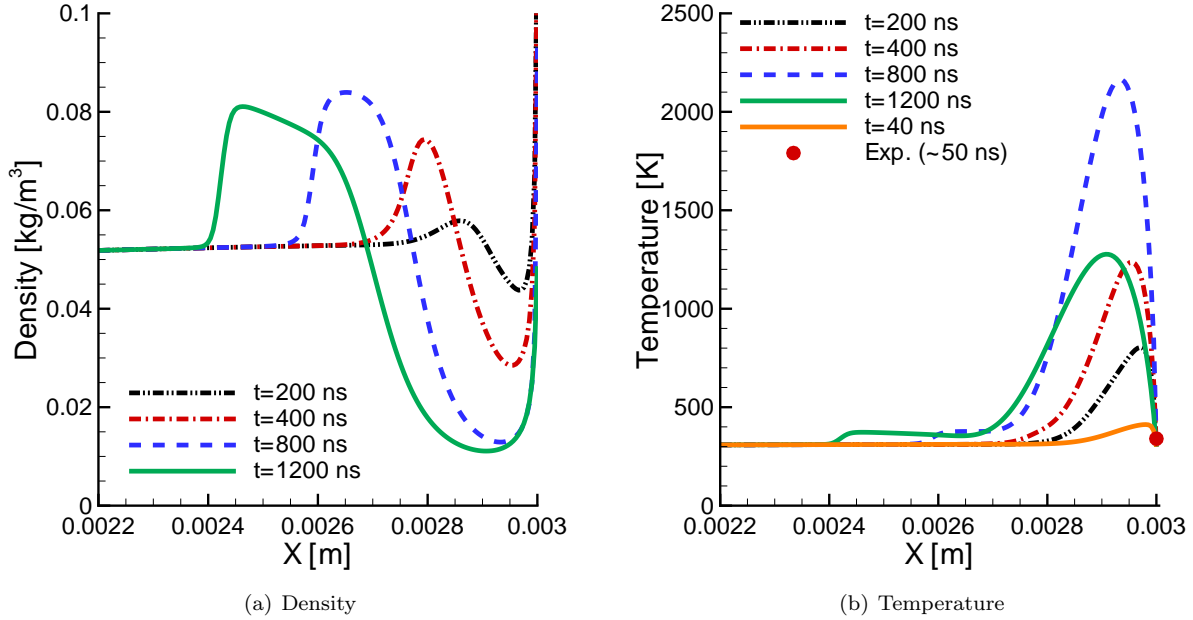 0.1
0.08
0.06
0.04
0.02
0
Density [kg/m³]
t=200 ns
t=400 ns
t=800 ns
t=1200 ns
0.0022 0.0024 0.0026 0.0028 0.003
X [m]
(a) Density
2500
2000
1500
1000
500
0
Temperature [K]
t=200 ns
t=400 ns
t=800 ns
t=1200 ns
t=40 ns
Exp. (~50 ns)
0.0022 0.0024 0.0026 0.0028 0.003
X [m]
(b) Temperature